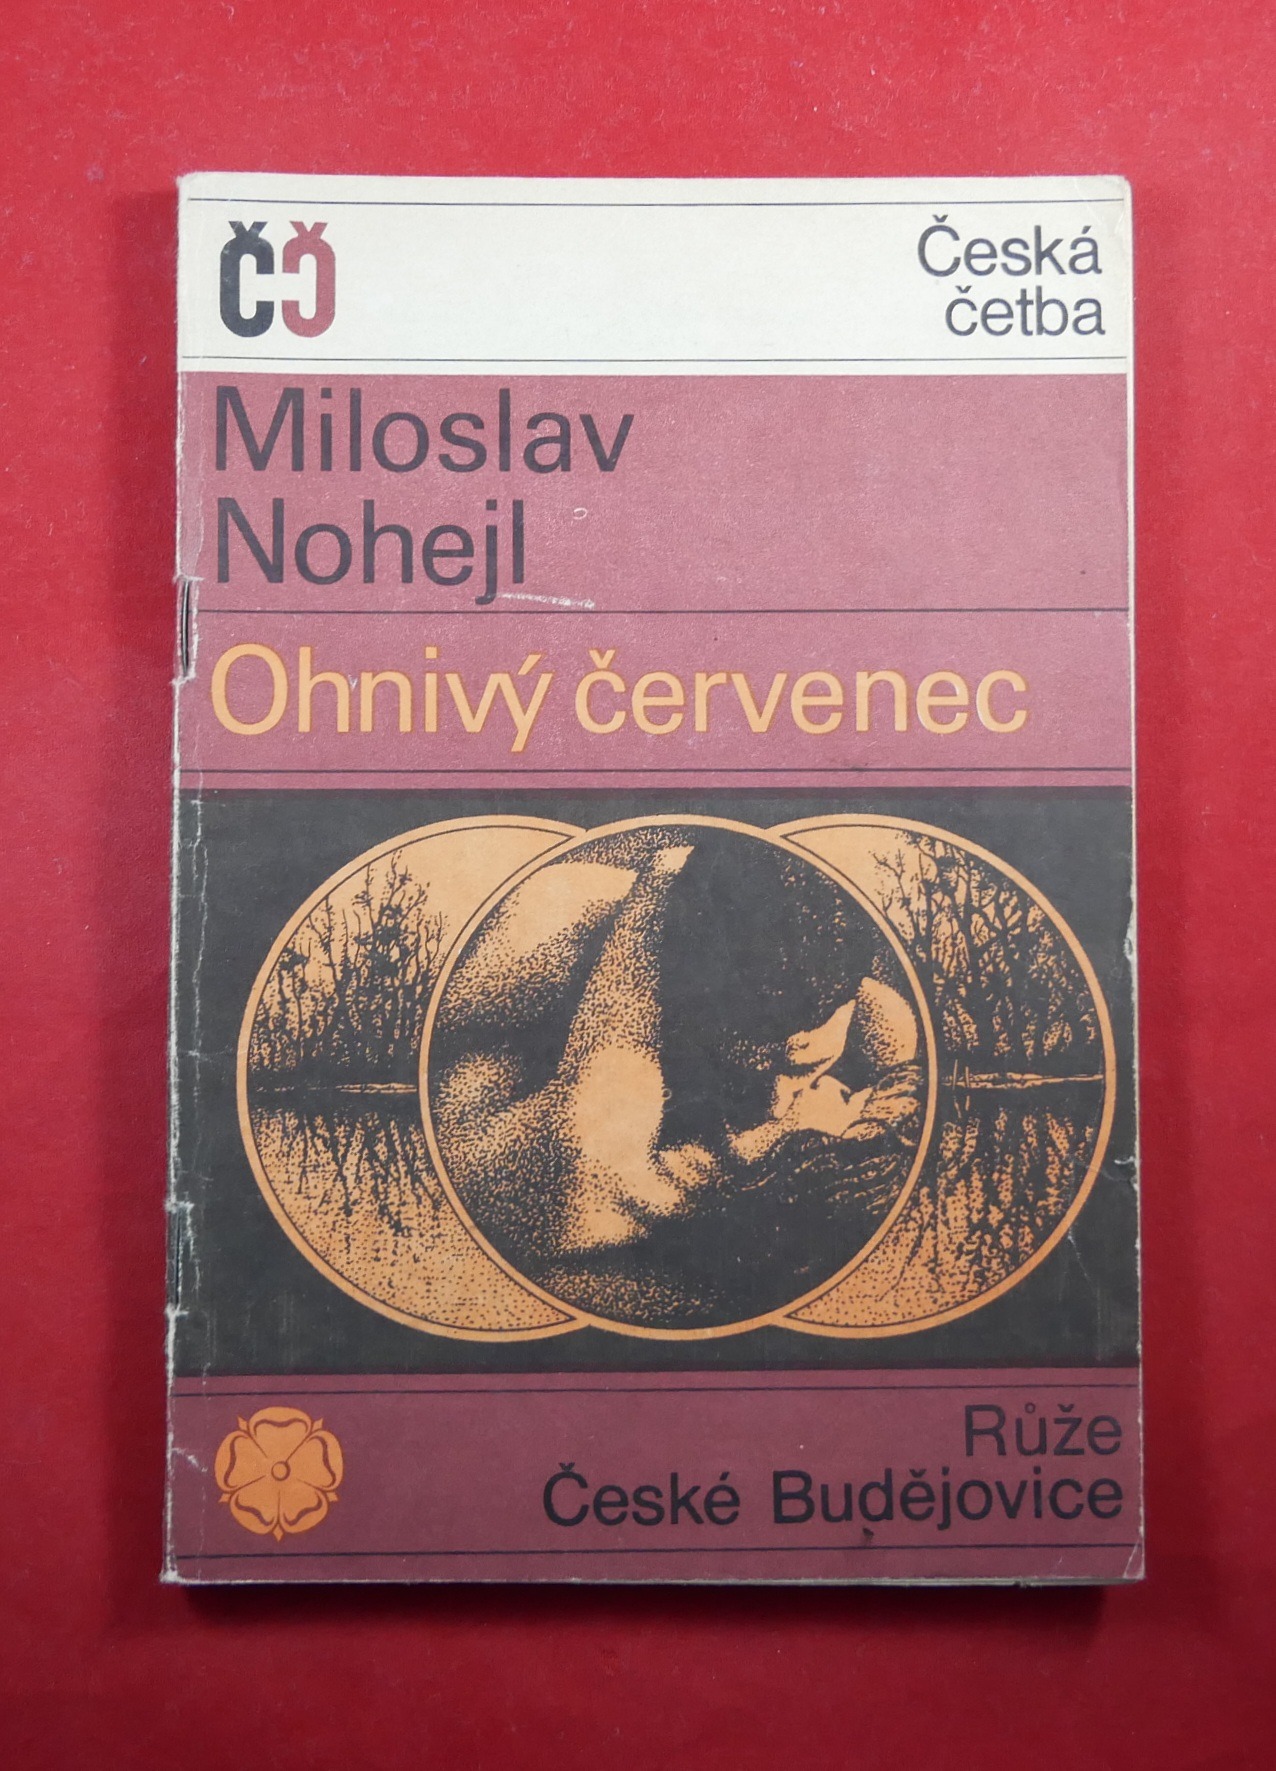 ČČ
Česká
četba
Miloslav
Nohejl
Ohnivý červenec
Růže
České Budějovice